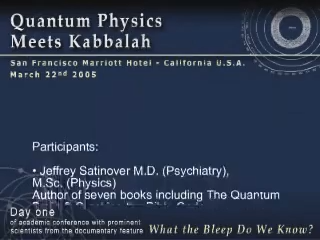 Quantum Physics
Meets Kabbalah
San Francisco Marriott Hotel - California U.S.A.
March 22nd 2005
Participants:
• Jeffrey Satinover M.D. (Psychiatry),
M.Sc. (Physics)
Author of seven books including The Quantum
Day one
of academic conference with prominent
scientists from the documentary feature
What the Bleep Do We Know?